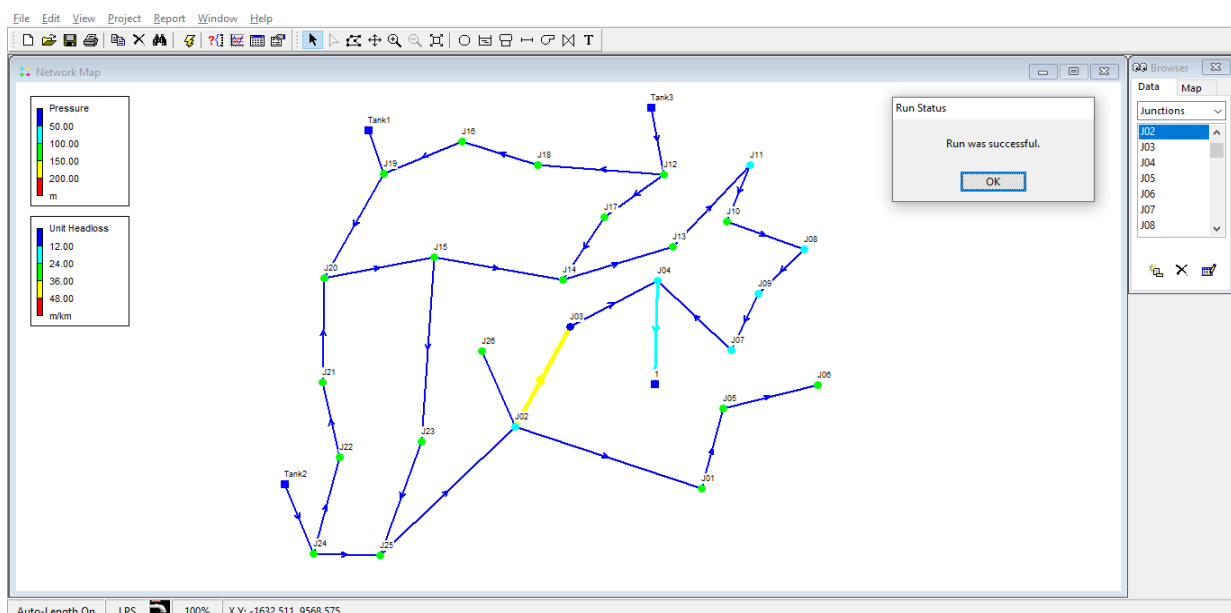 File Edit View Project Report Window Help
T
Network Map
Browser
Data Map
Junctions
J02
J03
J04
J05
J06
J07
J08
Run Status
Run was successful.
OK
Pressure
50.00
100.00
150.00
200.00
m
Unit Headloss
12.00
24.00
36.00
48.00
m/km
Tank3
Tank1
J16
J18
J11
J19
J12
J17
J10
J13
J08
J15
J14
J20
J04
J09
J03
J26
J07
1
J21
J06
J05
J02
J23
J22
Tank2
J01
J24
J25
Auto-Length On LPS 100% X,Y: -1632.511, 9568.575